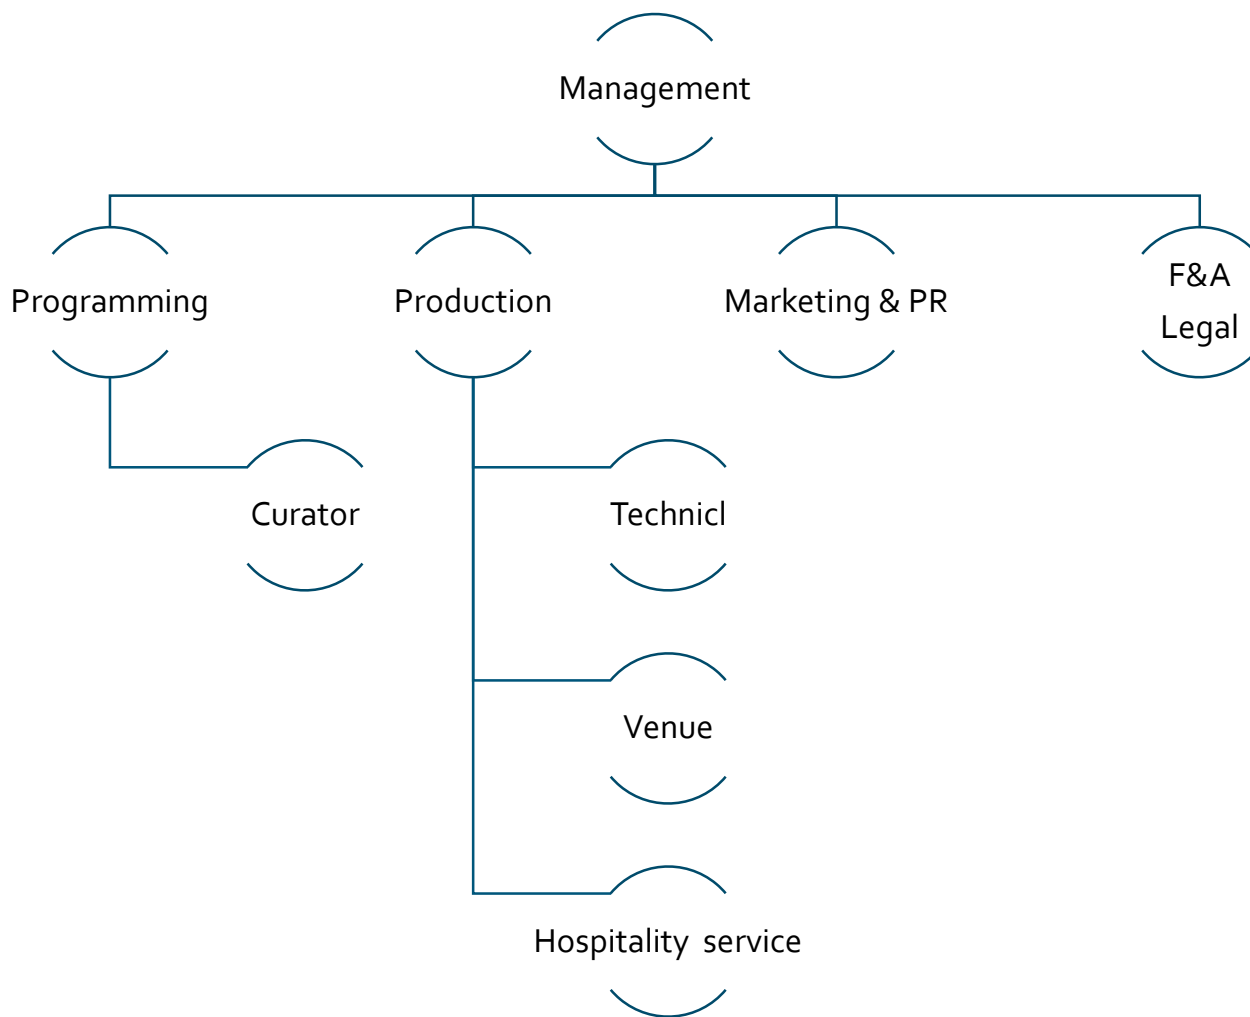 Management
Programming
Production
Marketing & PR
F&A
Legal
Curator
Technicl
Venue
Hospitality service